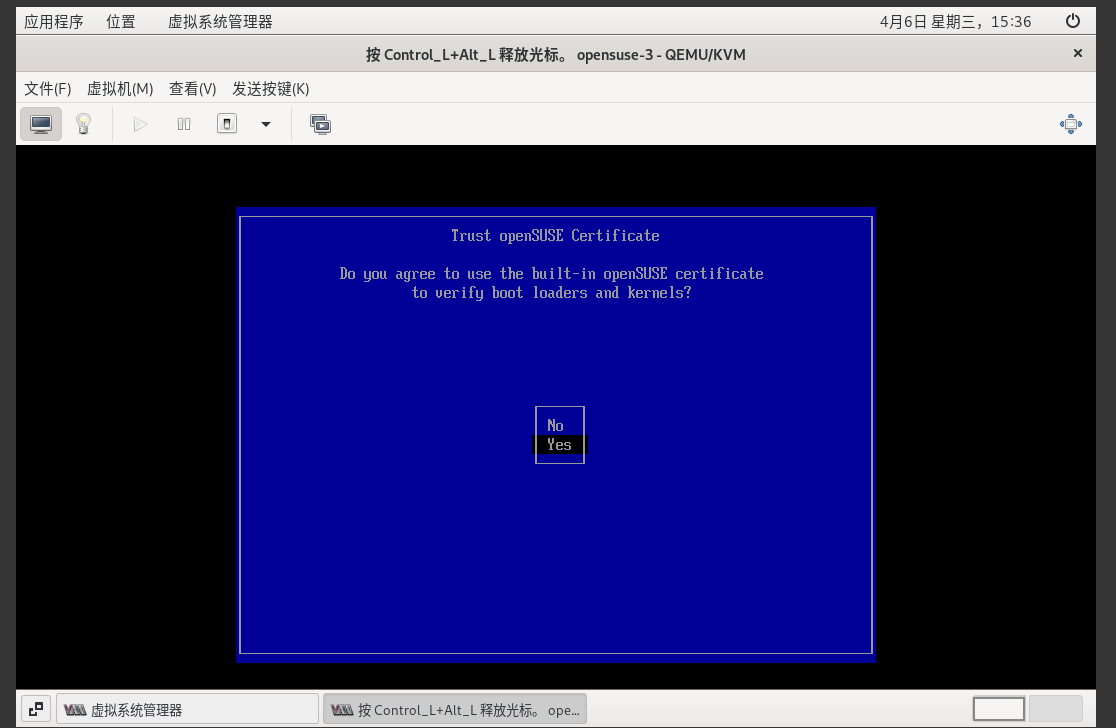 应用程序 位置 虚拟系统管理器 4月6日 星期三，15:36
按 Control_L+Alt_L 释放光标。 opensuse-3 - QEMU/KVM
文件(F) 虚拟机(M) 查看(V) 发送按键(K)
Trust openSUSE Certificate
Do you agree to use the built-in openSUSE certificate
to verify boot loaders and kernels?
No
Yes
虚拟系统管理器 按 Control_L+Alt_L 释放光标。 ope...